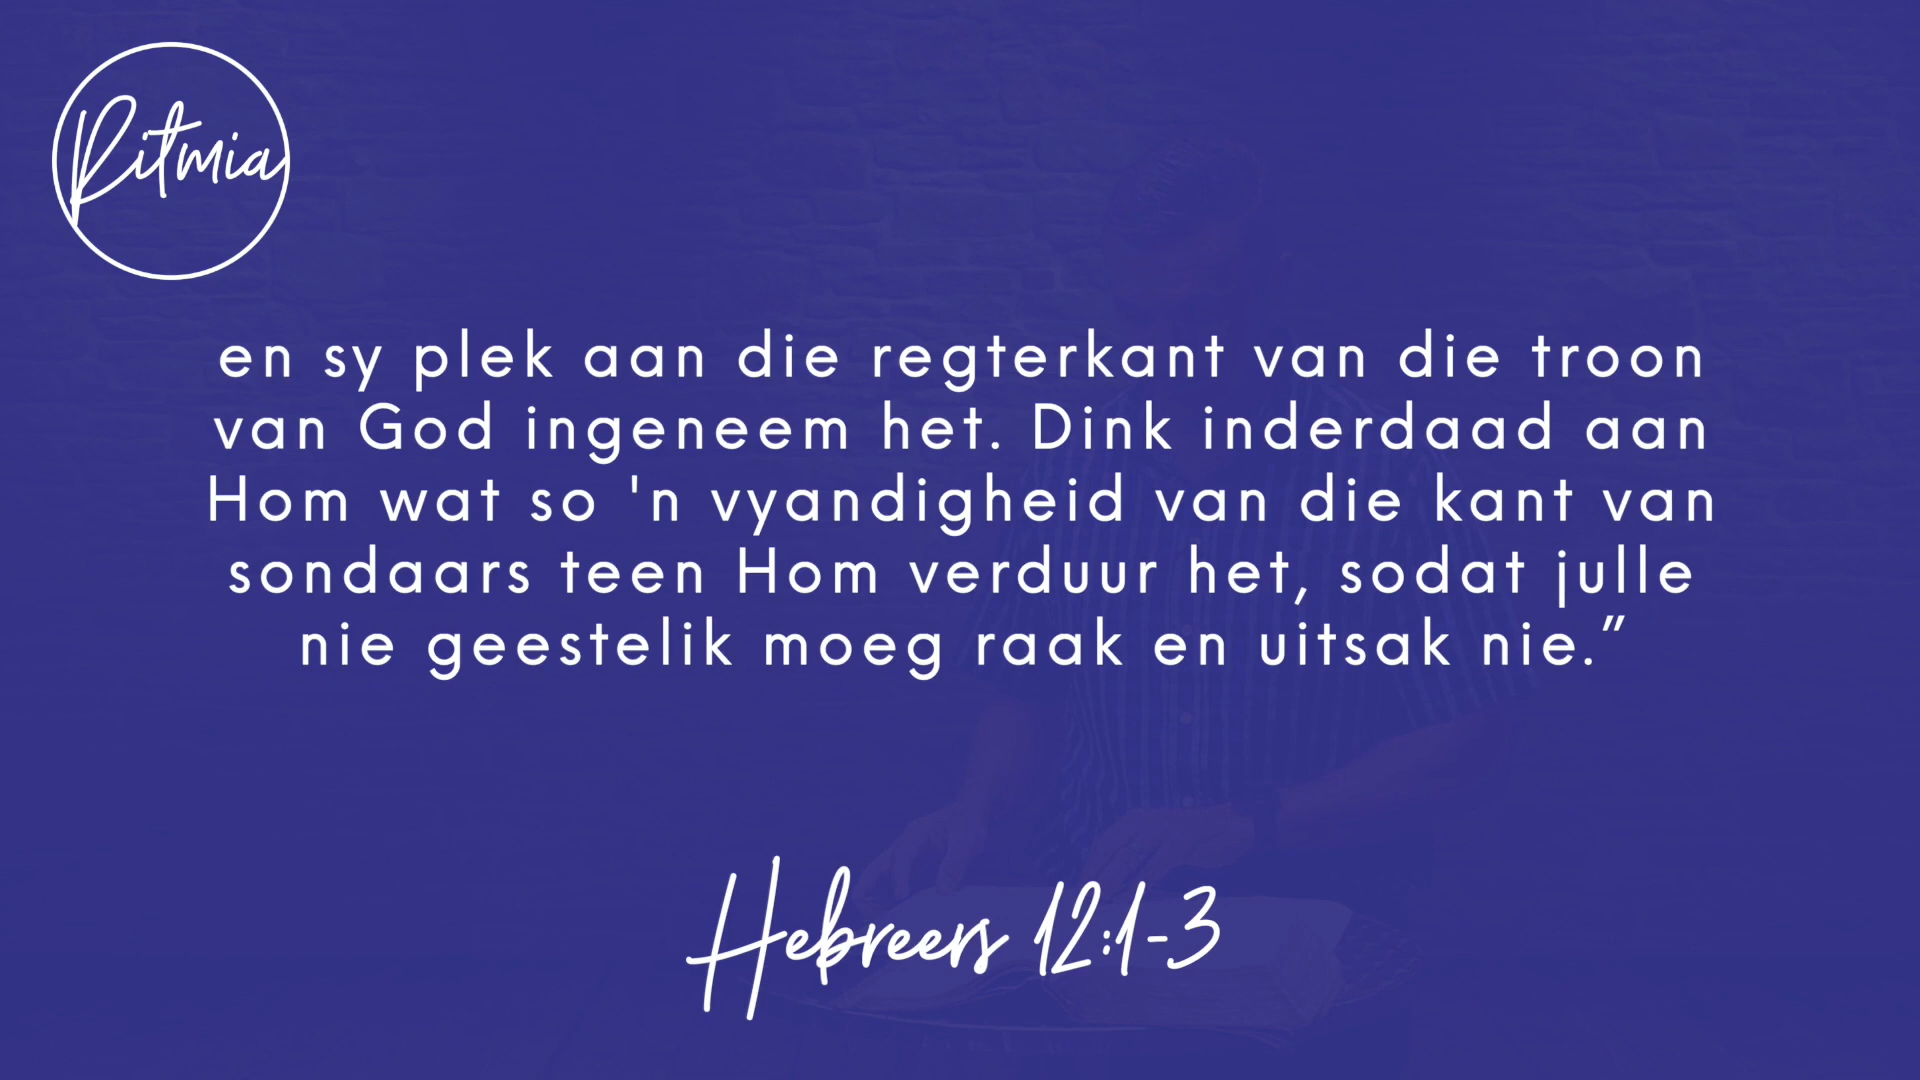 Ritmia
en sy plek aan die regterkant van die troon
van God ingeneem het. Dink inderdaad aan
Hom wat so 'n vyandigheid van die kant van
sondaars teen Hom verduur het, sodat julle
nie geestelik moeg raak en uitsak nie.”
Hebreers 12:1-3